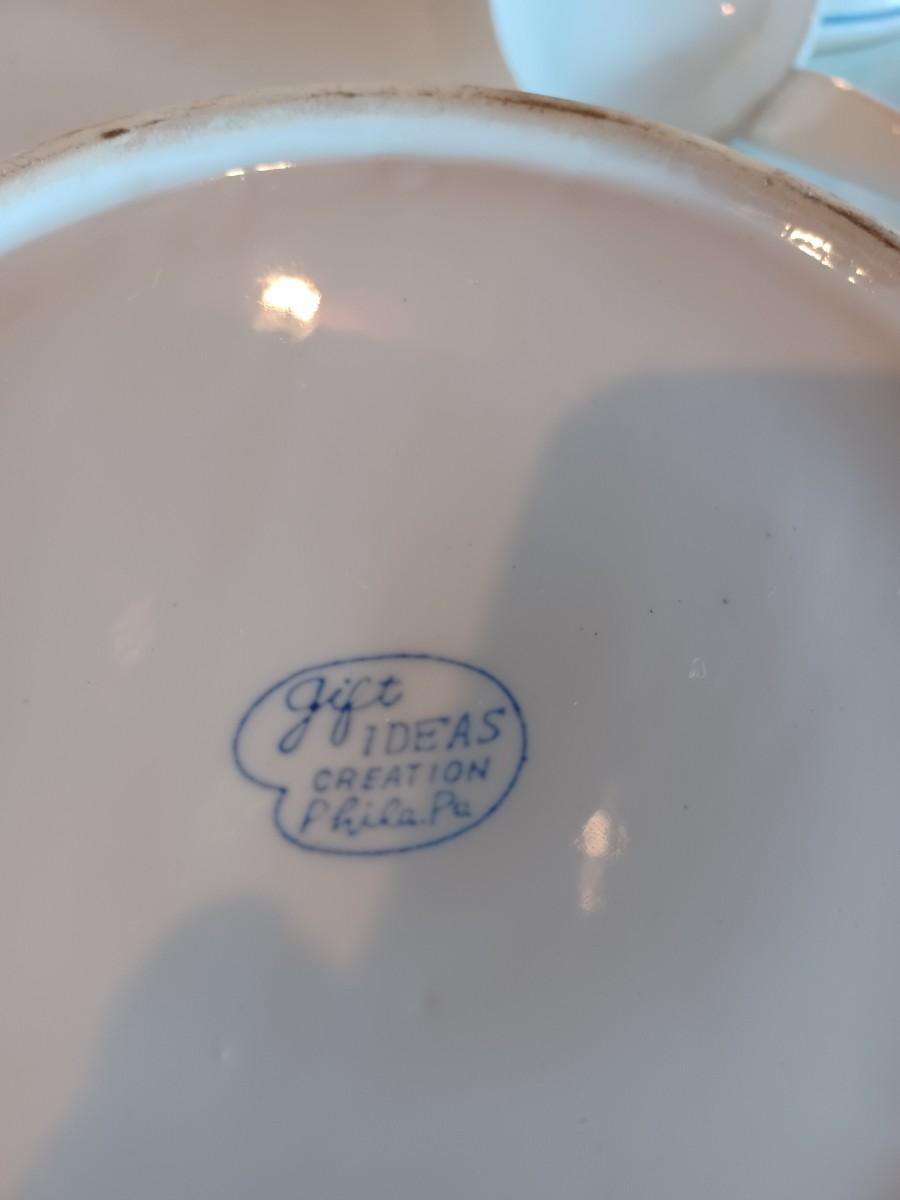 gift
IDEAS
CREATION
Phila.Pa